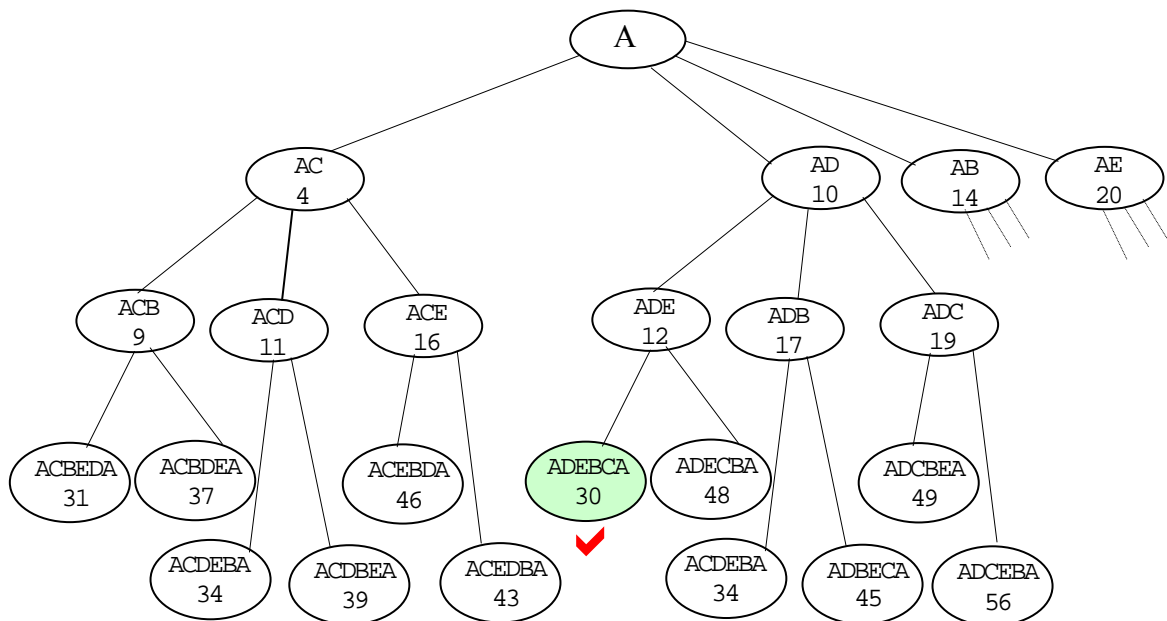 A
AC
4
AD
10
AB
14
AE
20
ACB
9
ACD
11
ACE
16
ADE
12
ADB
17
ADC
19
ACBEDA
31
ACBDEA
37
ACEBDA
46
ADEBCA
30
ADECBA
48
ADCBEA
49
ACDEBA
34
ACDBEA
39
ACEDBA
43
ACDEBA
34
ADBECA
45
ADCEBA
56